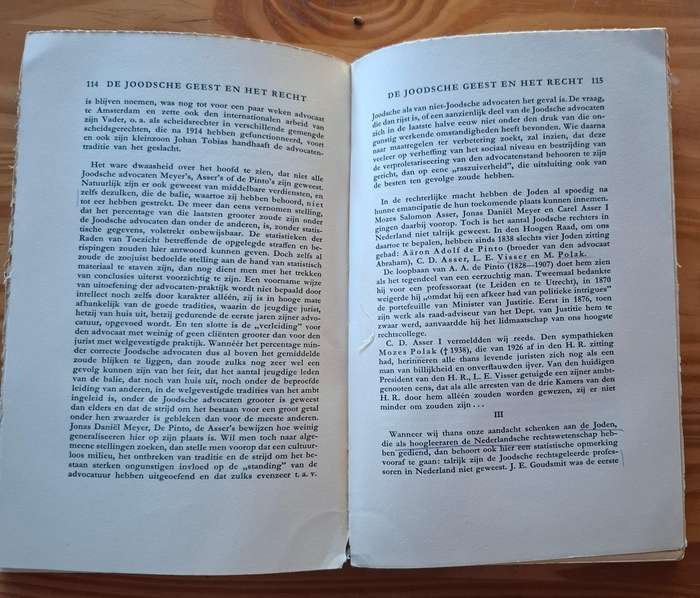 114 DE JOODSCHE GEEST EN HET RECHT
is blijven noemen, was nog tot voor een paar weken advocaat
te Amsterdam en zette ook den internationalen arbeid van
zijn Vader, o.a. als scheidsrechter in verschillende gemengde
scheidsgerechten, die na 1914 hebben gefunctionneerd, voort
en ook zijn kleinzoon Johan Tobias handhaaft de advocaten-
traditie van het geslacht.
Het ware dwaasheid over het hoofd te zien, dat niet alle
Joodsche advocaten Meyer's, Asser's of de Pinto's zijn geweest.
Natuurlijk zijn er ook geweest van middelbare verdiensten, en
zelfs dezulken, die de balie, waartoe zij hebben behoord, niet
tot eer hebben gestrekt. De meer dan eens vernomen stelling,
dat het percentage van die laatsten grooter zoude zijn onder
de Joodsche advocaten dan onder de anderen, is, zonder statis-
tische gegevens, volstrekt onbewijsbaar. De statistieken der
Raden van Toezicht betreffende de opgelegde straffen en be-
rispingen zouden hier antwoord kunnen geven. Doch zelfs al
zoude de zoojuist bedoelde stelling aan de hand van statistisch
materiaal te staven zijn, dan nog dient men met het trekken
van conclusies uiterst voorzichtig te zijn. Een voorname wijze
van uitoefening der advocaten-praktijk wordt niet bepaald door
intellect noch zelfs door karakter alléén, zij is in hooge mate
afhankelijk van de goede tradities, waarin de jeugdige jurist,
hetzij van huis uit, hetzij gedurende de eerste jaren zijner advo-
catuur, opgevoed wordt. En ten slotte is de „verleiding” voor
den advocaat met weinig of geen cliënten grooter dan voor den
jurist met welgevestigde praktijk. Wannéér het percentage min-
der correcte Joodsche advocaten dus al boven het gemiddelde
zoude blijken te liggen, dan zoude zulks nog zeer wel een
gevolg kunnen zijn van het feit, dat het aantal jeugdige leden
van de balie, dat noch van huis uit, noch onder de beproefde
leiding van anderen, in de welgevestigde tradities van het ambt
ingeleid is, onder de Joodsche advocaten grooter is geweest
dan elders en dat de strijd om het bestaan voor een groot getal
onder hen zwaarder is gebleken dan voor de meeste anderen.
Jonas Daniël Meyer, De Pinto, de Asser's bewijzen hoe weinig
generaliseeren hier op zijn plaats is. Wil men toch naar alge-
meene stellingen zoeken, dan stelle men voorop dat een cultuur-
loos milieu, het ontbreken van traditie en de strijd om het be-
staan sterken ongunstigen invloed op de „standing” van de
advocatuur hebben uitgeoefend en dat zulks evenzeer t. a. v.
DE JOODSCHE GEEST EN HET RECHT 115
Joodsche als van niet-Joodsche advocaten het geval is. De vraag,
die dan rijst is, of een aanzienlijk deel van de Joodsche advocaten
zich in de laatste halve eeuw niet onder den druk van die on-
gunstig werkende omstandigheden heeft bevonden. Wie daarna
naar maatregelen ter verbetering zoekt, zal inzien, dat deze
veeleer op verheffing van het sociaal niveau en bestrijding van
de verproletariseering van den advocatenstand behooren te zijn
gericht, dan op eene „raszuiverheid”, die uitsluiting ook van
de besten ten gevolge zoude hebben.
In de rechterlijke macht hebben de Joden al spoedig na
hunne emancipatie de hun toekomende plaats kunnen innemen.
Mozes Salomon Asser, Jonas Daniël Meyer en Carel Asser I
gingen daarbij voorop. Toch is het aantal Joodsche rechters in
Nederland niet talrijk geweest. In den Hoogen Raad, om ons
daartoe te bepalen, hebben sinds 1838 slechts vier Joden zitting
gehad: Aäron Adolf de Pinto (broeder van den advocaat
Abraham), C. D. Asser, L. E. Visser en M. Polak.
De loopbaan van A. A. de Pinto (1828—1907) doet hem zien
als het tegendeel van een eerzuchtig man. Tweemaal bedankte
hij voor een professoraat (te Leiden en te Utrecht), in 1870
weigerde hij „omdat hij een afkeer had van politieke intrigues”
de portefeuille van Minister van Justitie. Eerst in 1876, toen
zijn werk als raad-adviseur van het Dept. van Justitie hem te
zwaar werd, aanvaardde hij het lidmaatschap van ons hoogste
rechtscollege.
C. D. Asser I vermeldden wij reeds. Den sympathieken
Mozes Polak († 1938), die van 1926 af in den H. R. zitting
had, herinneren alle thans levende juristen zich nog als een
man van billijkheid en onverflauwden ijver. Van den huidigen
President van den H. R., L. E. Visser getuigde een zijner ambt-
genooten eens, dat als alle arresten van de drie Kamers van den
H. R. door hem alléén zouden worden gewezen, zij er niet
minder om zouden zijn . . .
III
Wanneer wij thans onze aandacht schenken aan de Joden,
die als hoogleeraren de Nederlandsche rechtswetenschap heb-
ben gediend, dan behoort ook hier een statistische opmerking
vooraf te gaan: talrijk zijn de Joodsche rechtsgeleerde profes-
soren in Nederland niet geweest. J. E. Goudsmit was de eerste